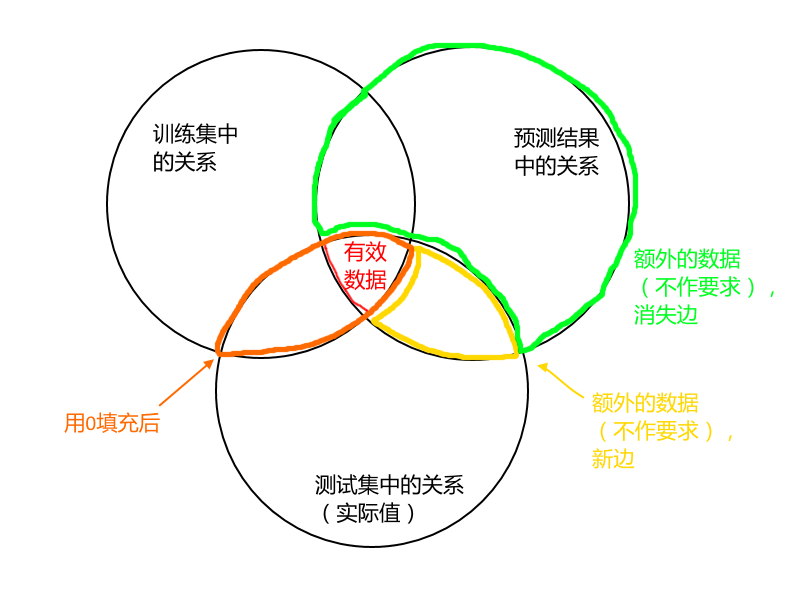 训练集中
的关系
预测结果
中的关系
有效
数据
额外的数据
（不作要求），
消失边
用0填充后
额外的数据
（不作要求），
新边
测试集中的关系
（实际值）